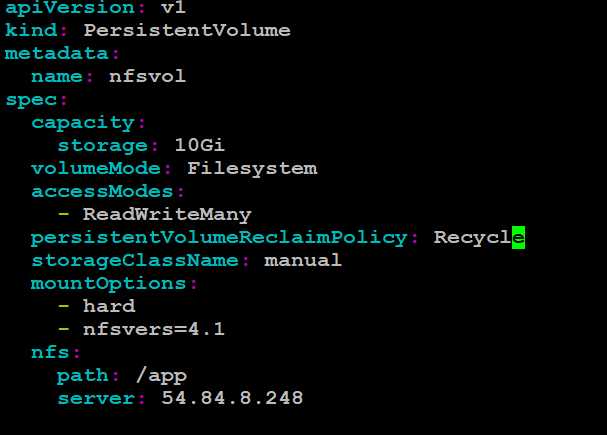 apiVersion: v1
kind: PersistentVolume
metadata:
  name: nfsvol
spec:
  capacity:
    storage: 10Gi
  volumeMode: Filesystem
  accessModes:
    - ReadWriteMany
  persistentVolumeReclaimPolicy: Recycle
  storageClassName: manual
  mountOptions:
    - hard
    - nfsvers=4.1
  nfs:
    path: /app
    server: 54.84.8.248